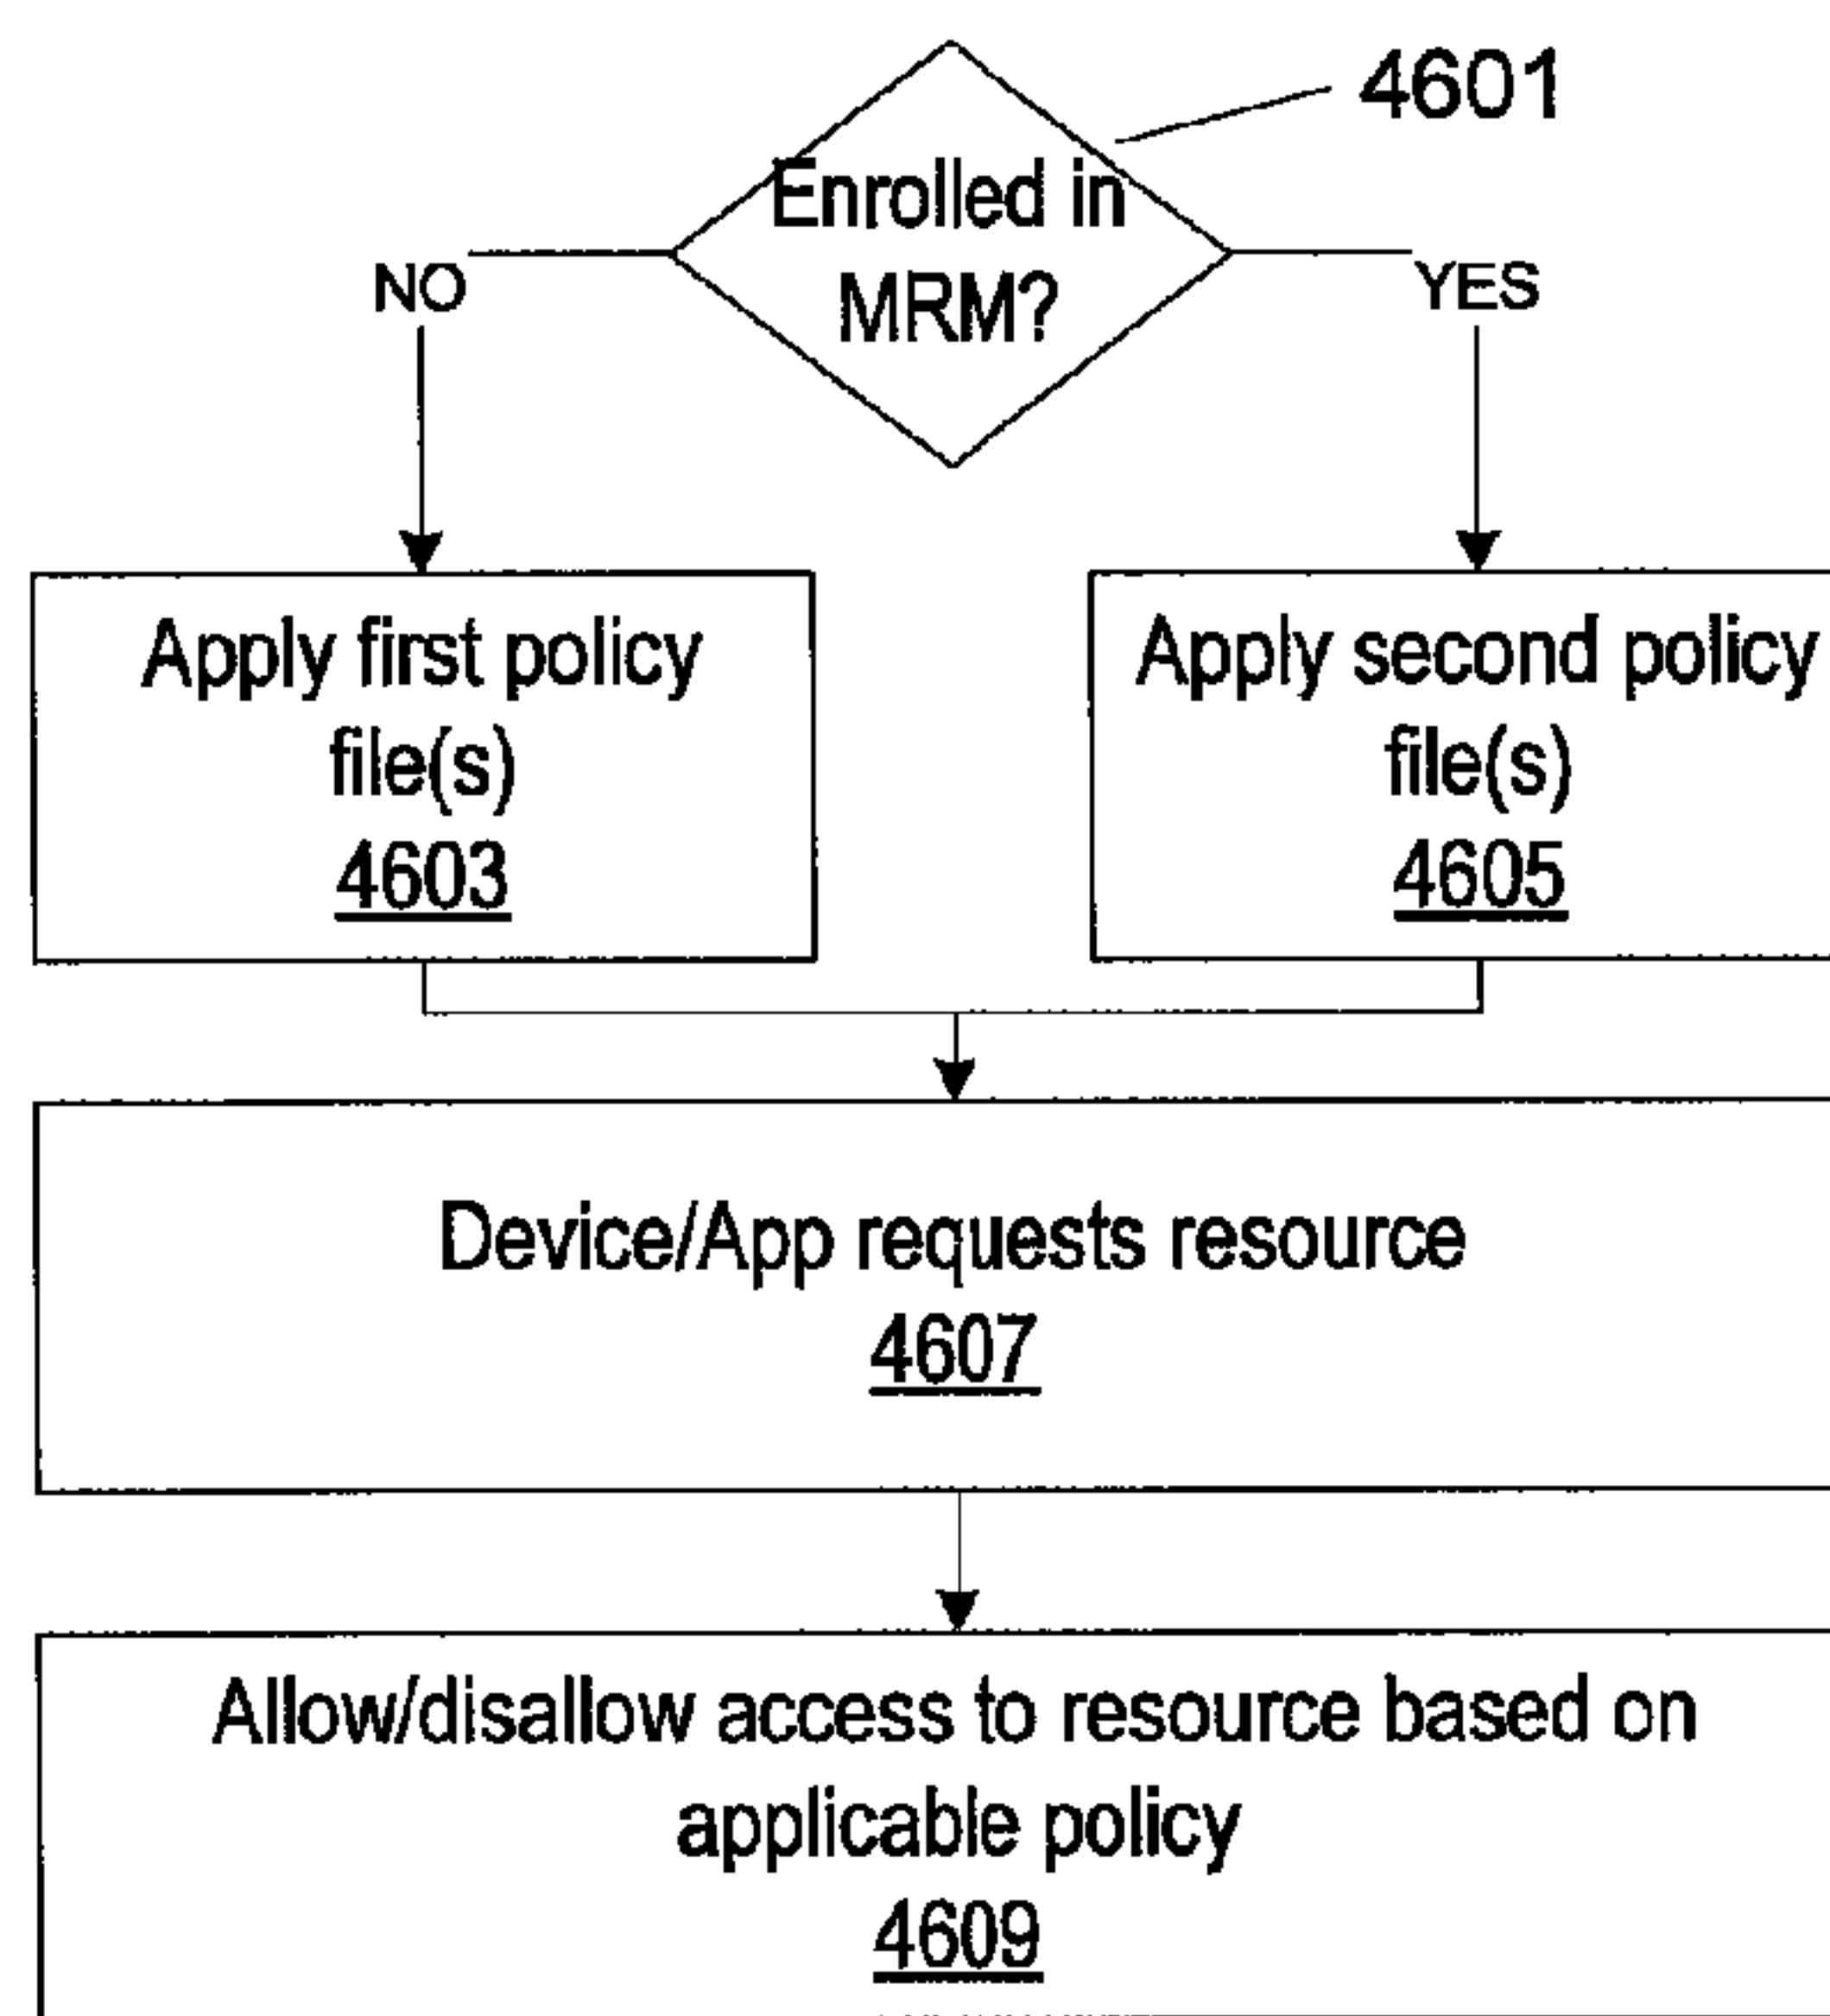 4601
Enrolled in
MRM?
NO
YES
Apply first policy
file(s)
4603
Apply second policy
file(s)
4605
Device/App requests resource
4607
Allow/disallow access to resource based on
applicable policy
4609